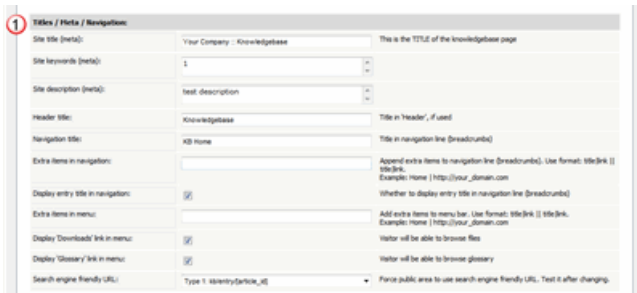 1
Titles / Meta / Navigation:
Site title (meta): Your Company :: Knowledgebase This is the TITLE of the knowledgebase page
Site keywords (meta): 1
Site description (meta): test description
Header title: Knowledgebase Title in 'Header', if used
Navigation title: KB Home Title in navigation line (breadcrumbs)
Extra items in navigation: Append extra items to navigation line (breadcrumbs). Use format: title|link ||
title|link.
Example: Home | http://your_domain.com
Display entry title in navigation: Whether to display entry title in navigation line (breadcrumbs)
Extra items in menu: Add extra items to menu bar. Use format: title|link || title|link.
Example: Home | http://your_domain.com
Display 'Downloads' link in menu: Visitor will be able to browse files
Display 'Glossary' link in menu: Visitor will be able to browse glossary
Search engine friendly URL: Type 1: kb/entry/[article_id] Force public area to use search engine friendly URL. Test it after changing.